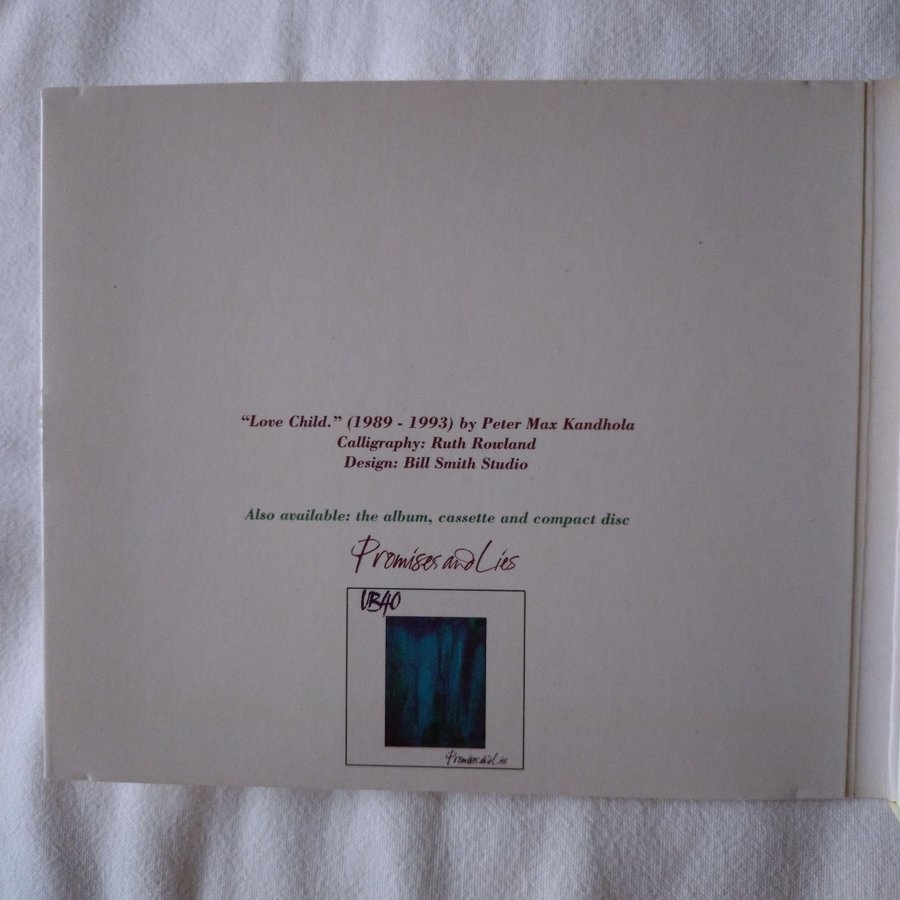 “Love Child.” (1989 - 1993) by Peter Max Kandhola
Calligraphy: Ruth Rowland
Design: Bill Smith Studio
Also available: the album, cassette and compact disc
Promises and Lies
UB40
Promises and Lies